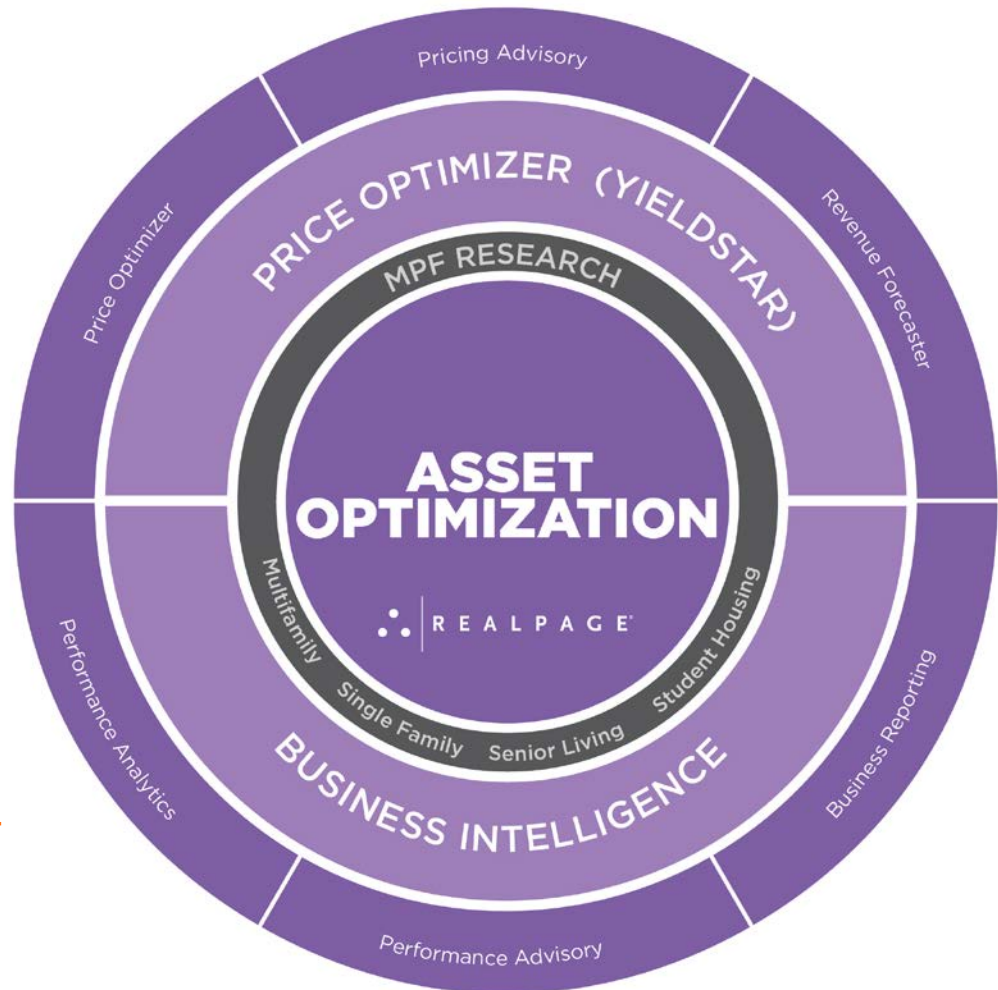 Pricing Advisory
Price Optimizer
Revenue Forecaster
PRICE OPTIMIZER (YIELDSTAR)
MPF RESEARCH
ASSET
OPTIMIZATION
REALPAGE
Multifamily
Single Family
Senior Living
Student Housing
BUSINESS INTELLIGENCE
Performance Analytics
Performance Advisory
Business Reporting